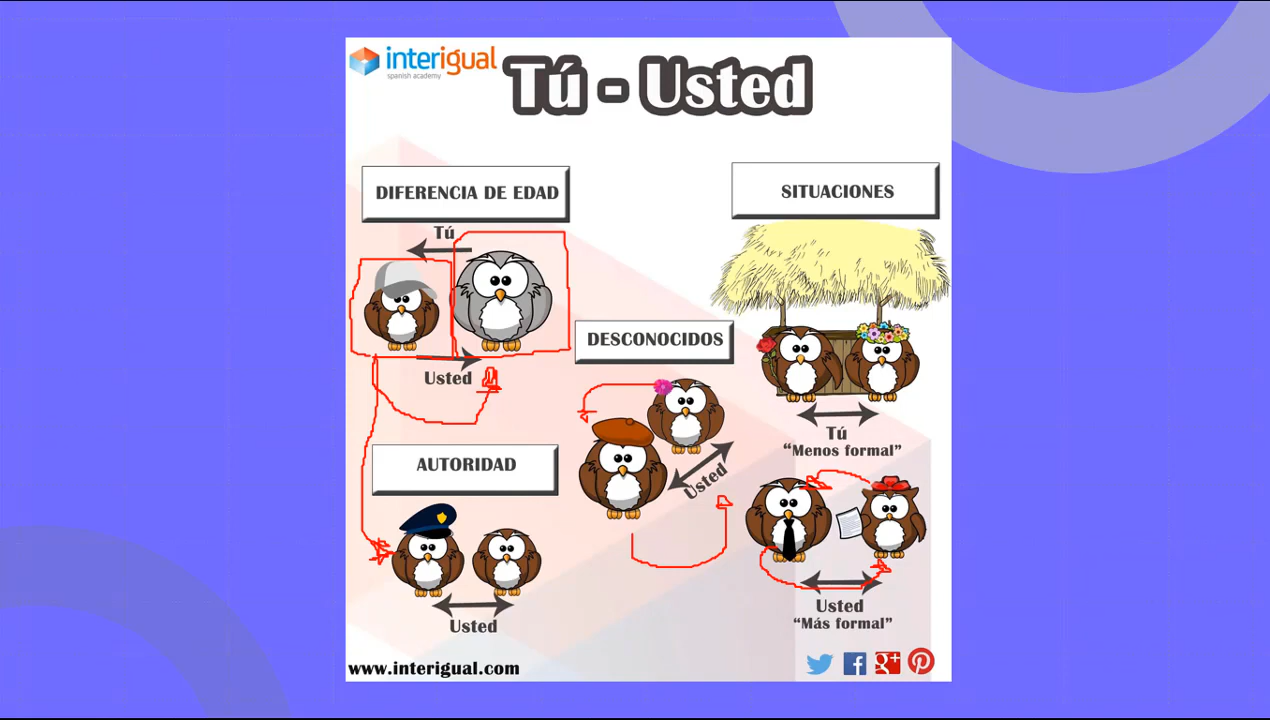 interigual
spanish academy
Tú - Usted
DIFERENCIA DE EDAD
Tú
Usted
SITUACIONES
Tú
“Menos formal”
DESCONOCIDOS
Usted
AUTORIDAD
Usted
Usted
“Más formal”
www.interigual.com